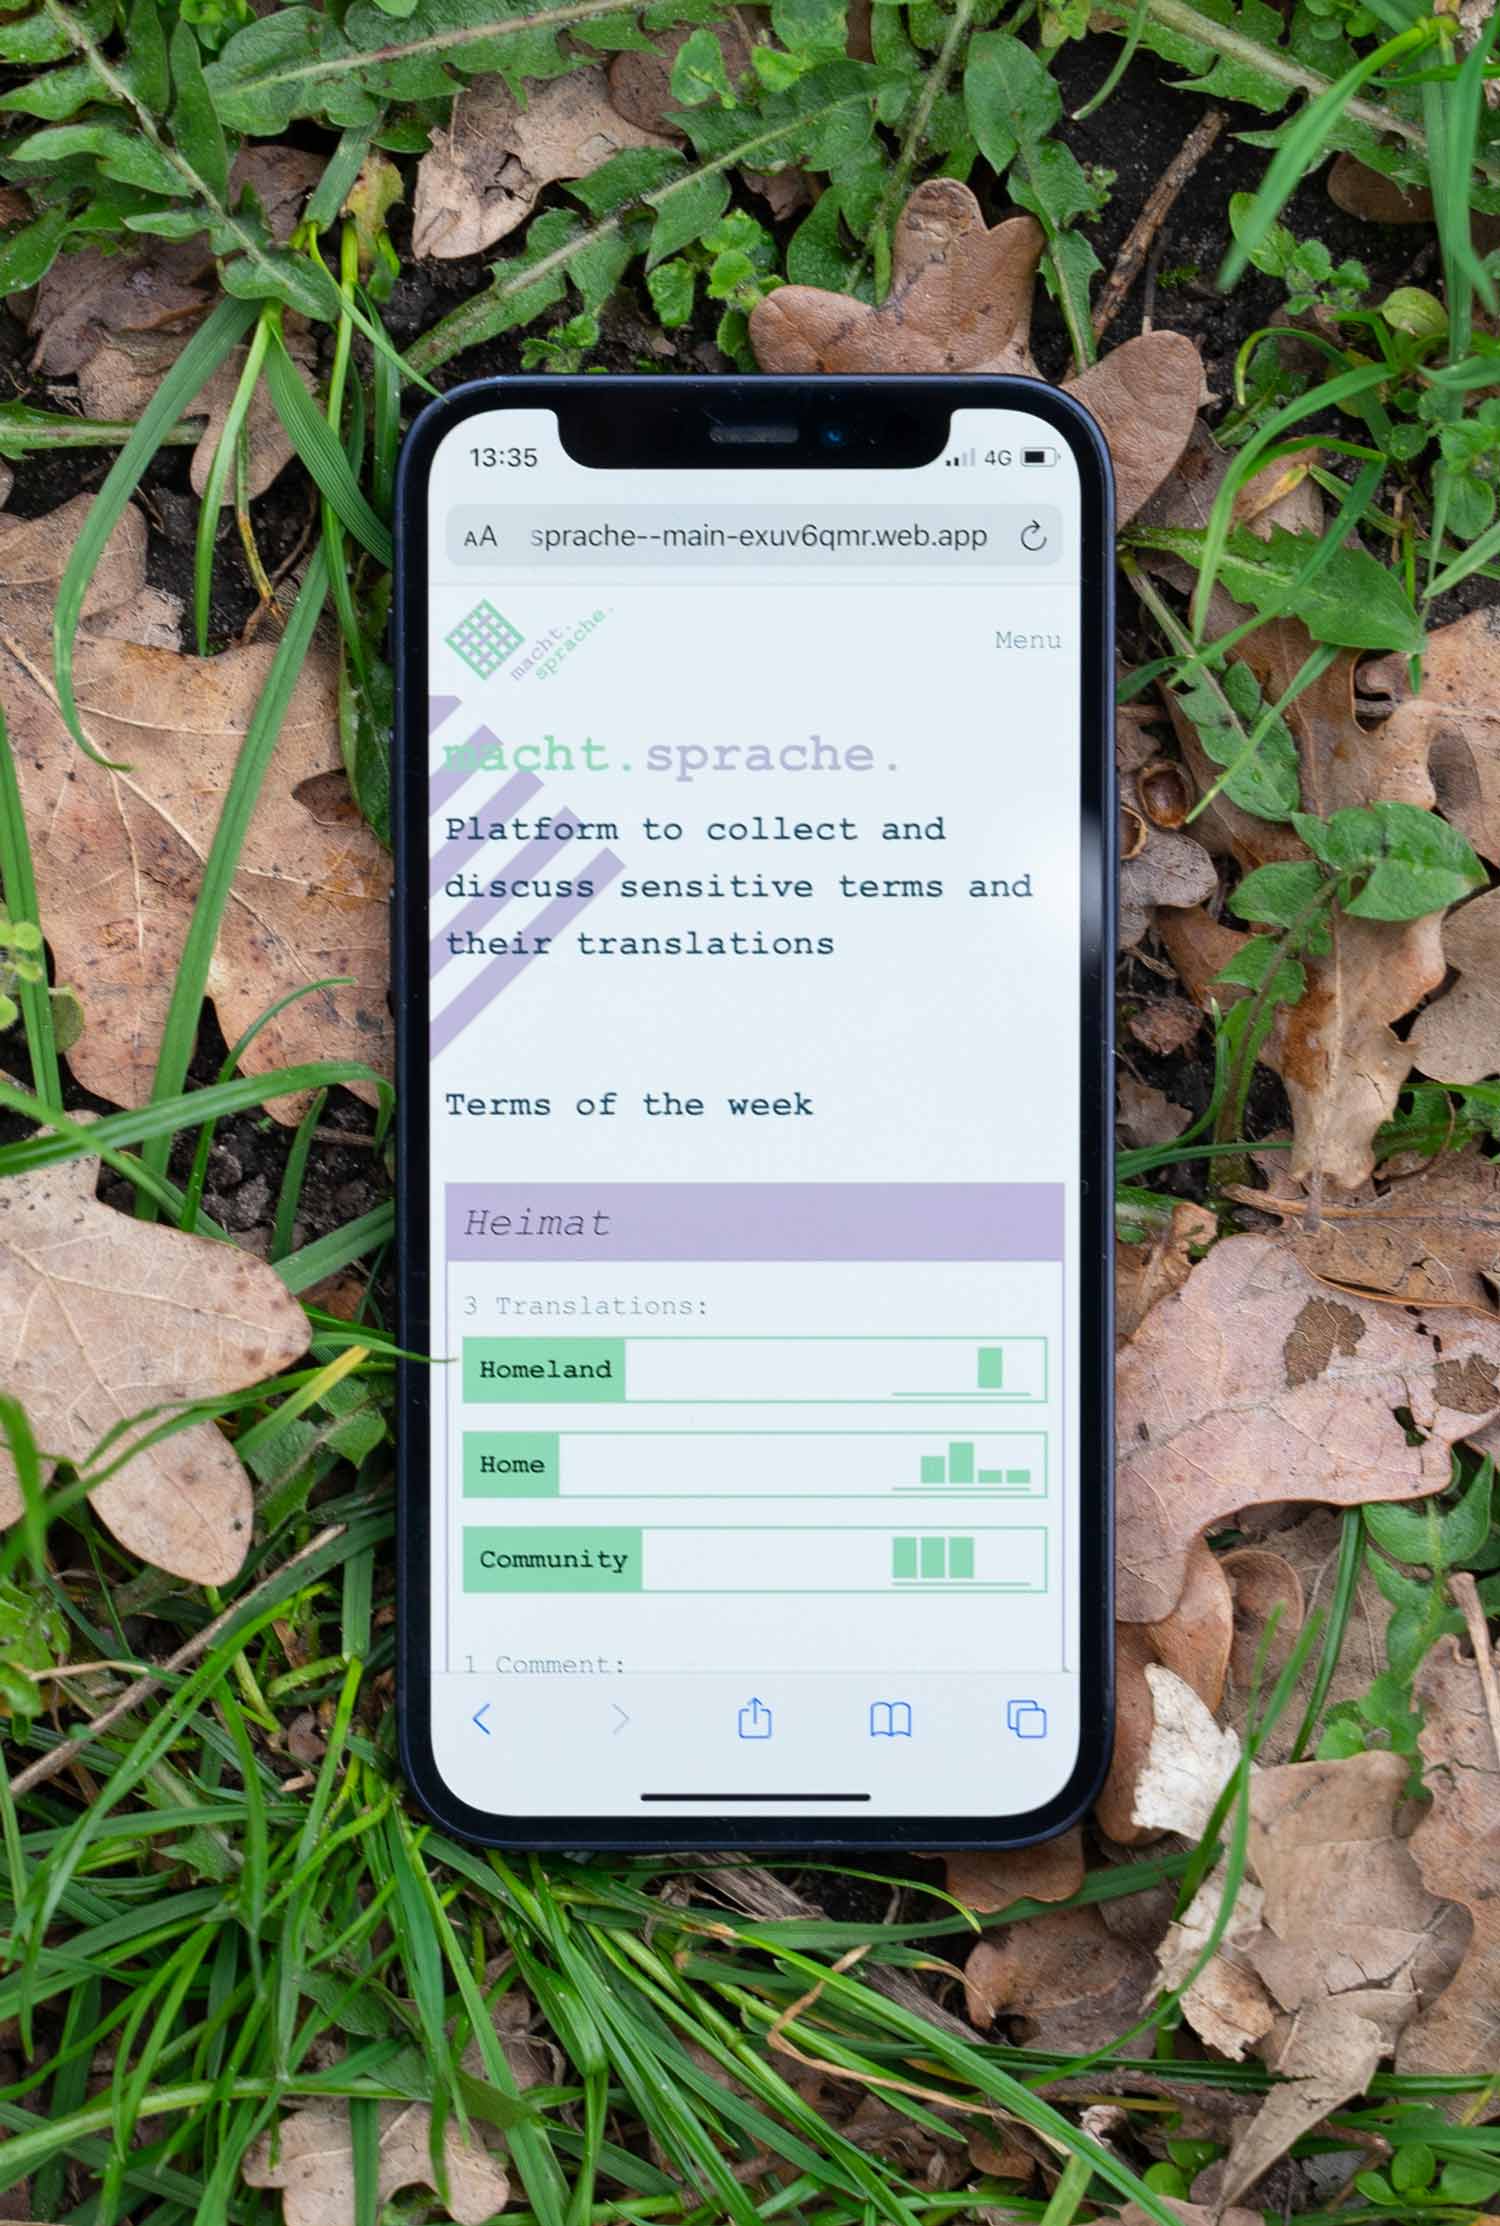 13:35
4G
AA sprache--main-exuv6qmr.web.app
macht.
sprache.
Menu
macht.sprache.
Platform to collect and
discuss sensitive terms and
their translations
Terms of the week
Heimat
3 Translations:
Homeland
Home
Community
1 Comment: